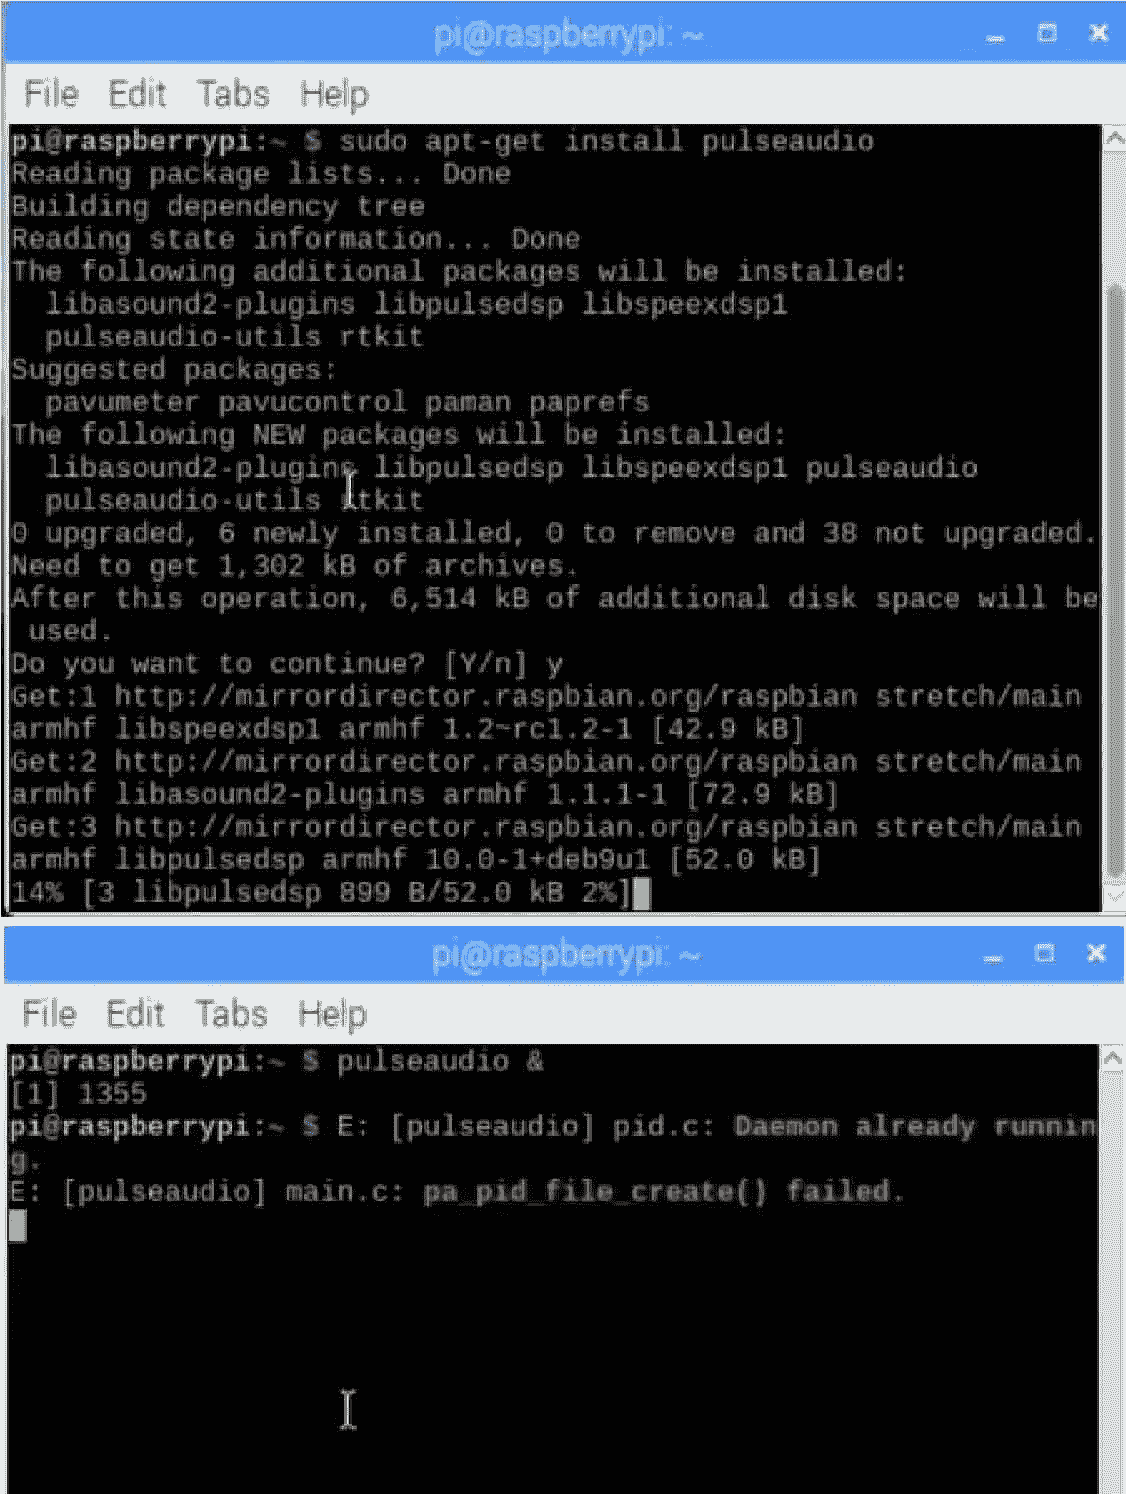 pi@raspberrypi: ~
File Edit Tabs Help
pi@raspberrypi:~ $ sudo apt-get install pulseaudio
Reading package lists... Done
Building dependency tree
Reading state information... Done
The following additional packages will be installed:
  libasound2-plugins libpulsedsp libspeexdsp1
  pulseaudio-utils rtkit
Suggested packages:
  pavumeter pavucontrol paman paprefs
The following NEW packages will be installed:
  libasound2-plugins libpulsedsp libspeexdsp1 pulseaudio
  pulseaudio-utils rtkit
0 upgraded, 6 newly installed, 0 to remove and 38 not upgraded.
Need to get 1,302 kB of archives.
After this operation, 6,514 kB of additional disk space will be
 used.
Do you want to continue? [Y/n] y
Get:1 http://mirrordirector.raspbian.org/raspbian stretch/main
armhf libspeexdsp1 armhf 1.2~rc1.2-1 [42.9 kB]
Get:2 http://mirrordirector.raspbian.org/raspbian stretch/main
armhf libasound2-plugins armhf 1.1.1-1 [72.9 kB]
Get:3 http://mirrordirector.raspbian.org/raspbian stretch/main
armhf libpulsedsp armhf 10.0-1+deb9u1 [52.0 kB]
14% [3 libpulsedsp 899 B/52.0 kB 2%]
pi@raspberrypi: ~
File Edit Tabs Help
pi@raspberrypi:~ $ pulseaudio &
[1] 1355
pi@raspberrypi:~ $ E: [pulseaudio] pid.c: Daemon already runnin
g.
E: [pulseaudio] main.c: pa_pid_file_create() failed.